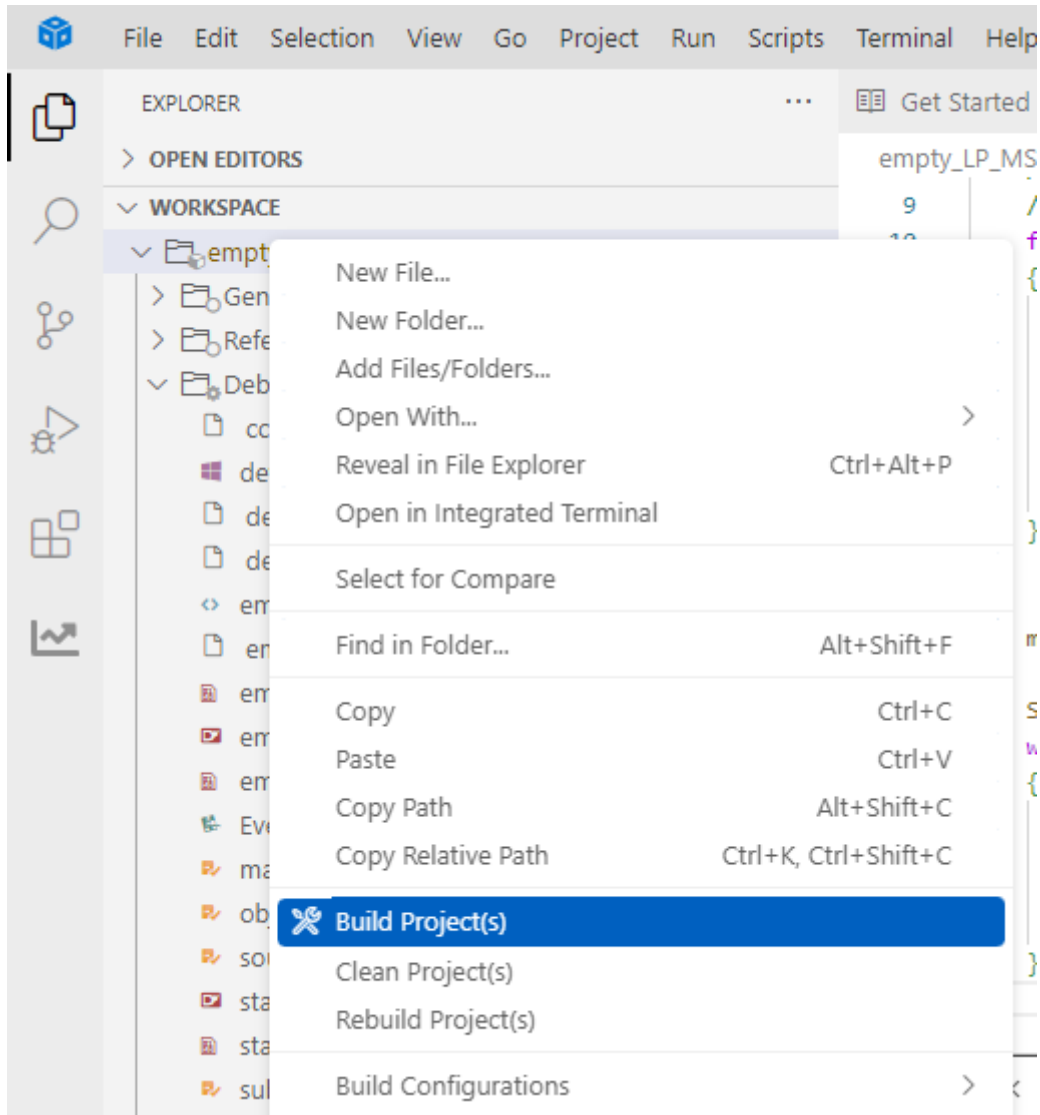 File Edit Selection View Go Project Run Scripts Terminal Help
EXPLORER ...
Get Started
OPEN EDITORS
WORKSPACE
empty_LP_MS
9
New File...
New Folder...
Add Files/Folders...
Open With...
Reveal in File Explorer Ctrl+Alt+P
Open in Integrated Terminal
Select for Compare
Find in Folder... Alt+Shift+F
Copy Ctrl+C
Paste Ctrl+V
Copy Path Alt+Shift+C
Copy Relative Path Ctrl+K, Ctrl+Shift+C
Build Project(s)
Clean Project(s)
Rebuild Project(s)
Build Configurations